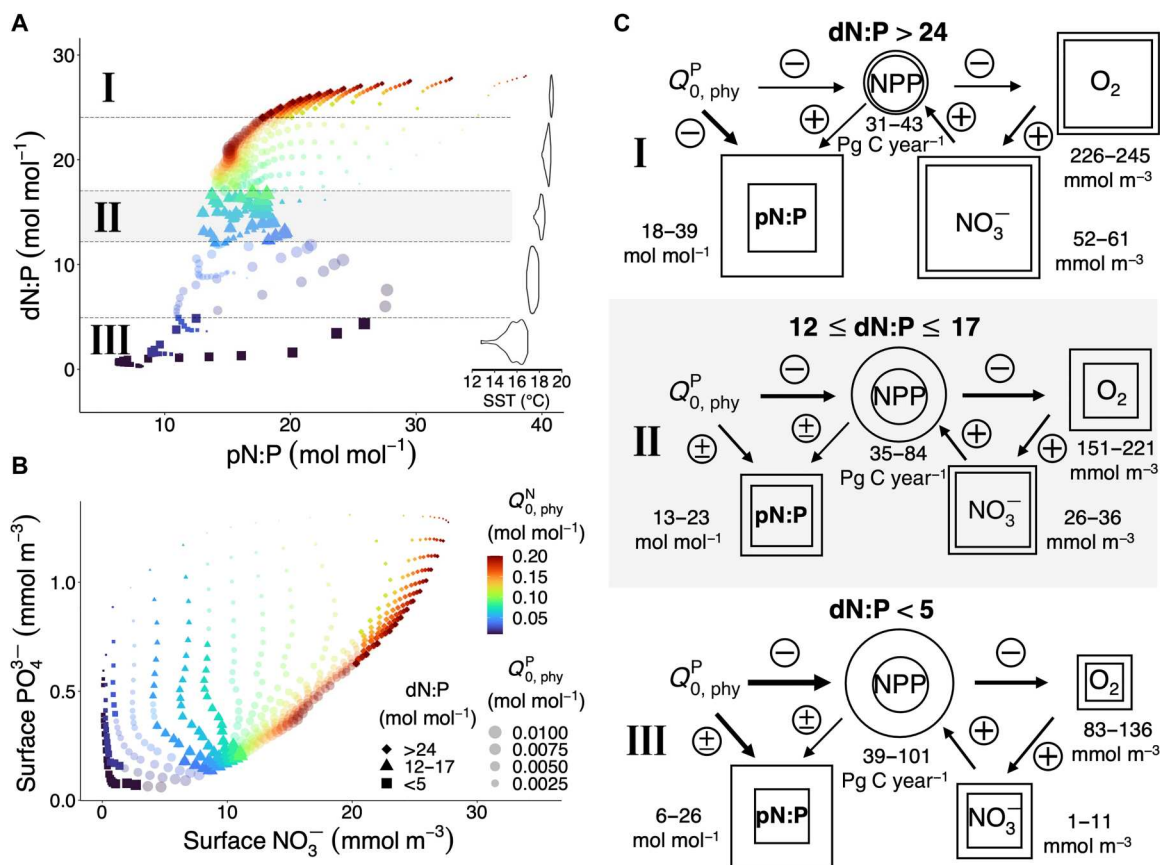 A
30
20
10
0
dN:P (mol mol⁻¹)
I
II
III
12 14 16 18 20
SST (°C)
10 20 30 40
pN:P (mol mol⁻¹)
B
1.0
0.5
0.0
Surface PO₄³⁻ (mmol m⁻³)
0 10 20 30
Surface NO₃⁻ (mmol m⁻³)
dN:P
(mol mol⁻¹)
>24
12–17
<5
Q^N_0, phy
(mol mol⁻¹)
0.20
0.15
0.10
0.05
Q^P_0, phy
(mol mol⁻¹)
0.0100
0.0075
0.0050
0.0025
C
dN:P > 24
I
Q^P_0, phy
−
NPP
−
O₂
31–43
Pg C year⁻¹
−
+
+
+
226–245
mmol m⁻³
18–39
mol mol⁻¹
pN:P
NO₃⁻
52–61
mmol m⁻³
12 ≤ dN:P ≤ 17
II
Q^P_0, phy
−
NPP
−
O₂
35–84
Pg C year⁻¹
±
±
+
+
151–221
mmol m⁻³
13–23
mol mol⁻¹
pN:P
NO₃⁻
26–36
mmol m⁻³
dN:P < 5
III
Q^P_0, phy
−
NPP
−
O₂
39–101
Pg C year⁻¹
±
±
+
+
83–136
mmol m⁻³
6–26
mol mol⁻¹
pN:P
NO₃⁻
1–11
mmol m⁻³